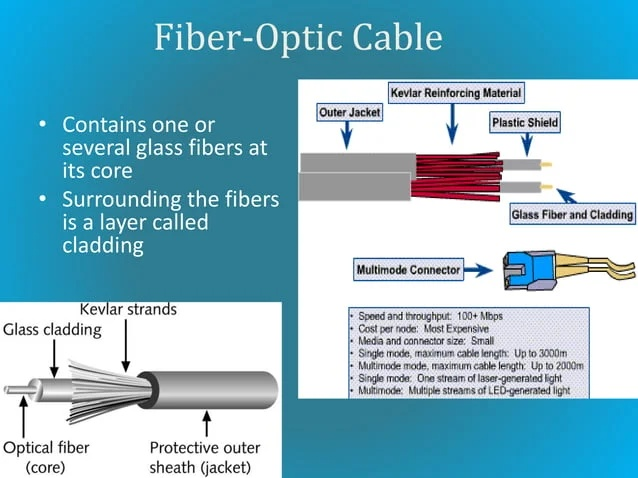 Fiber-Optic Cable
• Contains one or
several glass fibers at
its core
• Surrounding the fibers
is a layer called
cladding
Kevlar Reinforcing Material
Outer Jacket
Plastic Shield
Glass Fiber and Cladding
Multimode Connector
• Speed and throughput: 100+ Mbps
• Cost per node: Most Expensive
• Media and connector size: Small
• Single mode, maximum cable length: Up to 3000m
• Multimode mode, maximum cable length: Up to 2000m
• Single mode: One stream of laser-generated light
• Multimode: Multiple streams of LED-generated light
Kevlar strands
Glass cladding
Optical fiber
(core)
Protective outer
sheath (jacket)